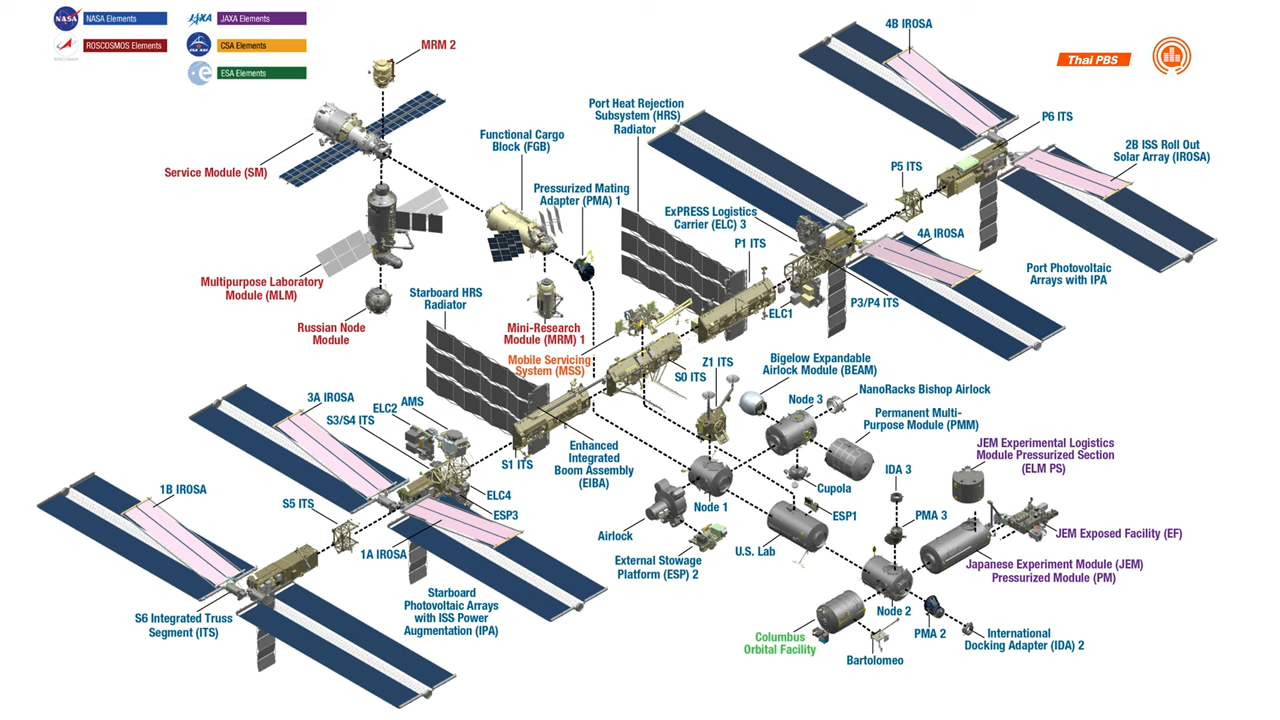 NASA
NASA Elements
ROSCOSMOS Elements
JAXA
JAXA Elements
CSA Elements
esa
ESA Elements
Thai PBS
MRM 2
Service Module (SM)
Functional Cargo
Block (FGB)
Pressurized Mating
Adapter (PMA) 1
Port Heat Rejection
Subsystem (HRS)
Radiator
4B IROSA
P6 ITS
2B ISS Roll Out
Solar Array (IROSA)
P5 ITS
ExPRESS Logistics
Carrier (ELC) 3
P1 ITS
4A IROSA
Port Photovoltaic
Arrays with IPA
P3/P4 ITS
ELC1
Multipurpose Laboratory
Module (MLM)
Russian Node
Module
Starboard HRS
Radiator
Mini-Research
Module (MRM) 1
Mobile Servicing
System (MSS)
S0 ITS
Z1 ITS
Bigelow Expandable
Airlock Module (BEAM)
Node 3
NanoRacks Bishop Airlock
Permanent Multi-
Purpose Module (PMM)
Cupola
JEM Experimental Logistics
Module Pressurized Section
(ELM PS)
IDA 3
PMA 3
JEM Exposed Facility (EF)
Japanese Experiment Module (JEM)
Pressurized Module (PM)
3A IROSA
ELC2
AMS
S3/S4 ITS
S1 ITS
Enhanced
Integrated
Boom Assembly
(EIBA)
Node 1
Airlock
External Stowage
Platform (ESP) 2
ESP1
U.S. Lab
ELC4
ESP3
1B IROSA
S5 ITS
1A IROSA
S6 Integrated Truss
Segment (ITS)
Starboard
Photovoltaic Arrays
with ISS Power
Augmentation (IPA)
Node 2
PMA 2
International
Docking Adapter (IDA) 2
Columbus
Orbital Facility
Bartolomeo